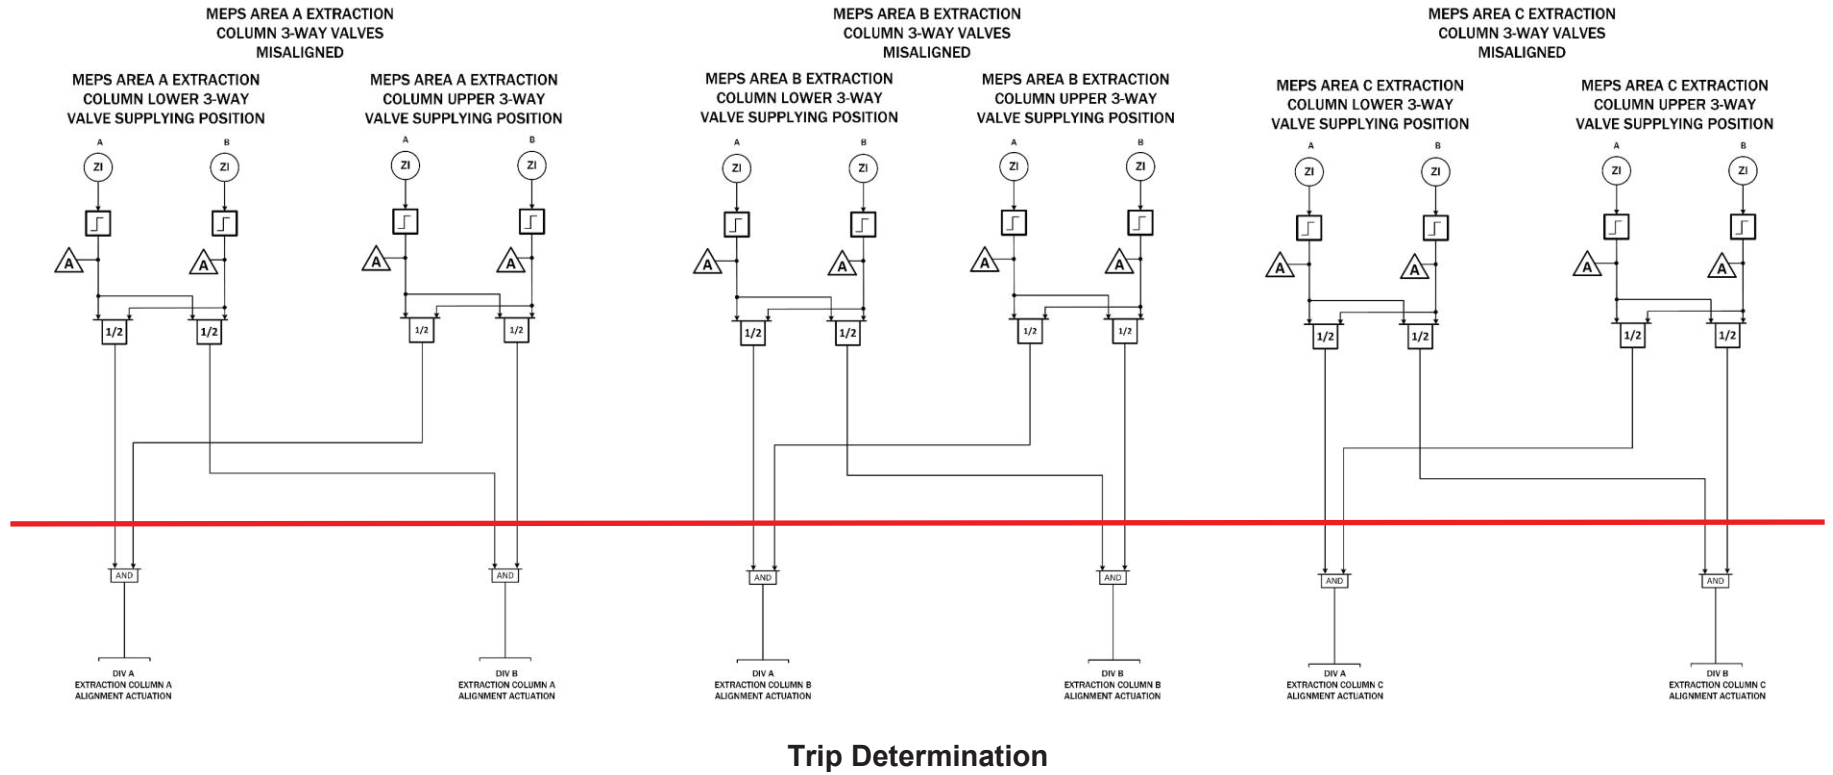 MEPS AREA A EXTRACTION
COLUMN 3-WAY VALVES
MISALIGNED
MEPS AREA A EXTRACTION
COLUMN LOWER 3-WAY
VALVE SUPPLYING POSITION
MEPS AREA A EXTRACTION
COLUMN UPPER 3-WAY
VALVE SUPPLYING POSITION
A
B
A
B
ZI
ZI
ZI
ZI
A
A
A
A
1/2
1/2
1/2
1/2
AND
AND
DIV A
EXTRACTION COLUMN A
ALIGNMENT ACTUATION
DIV B
EXTRACTION COLUMN A
ALIGNMENT ACTUATION
MEPS AREA B EXTRACTION
COLUMN 3-WAY VALVES
MISALIGNED
MEPS AREA B EXTRACTION
COLUMN LOWER 3-WAY
VALVE SUPPLYING POSITION
MEPS AREA B EXTRACTION
COLUMN UPPER 3-WAY
VALVE SUPPLYING POSITION
A
B
A
B
ZI
ZI
ZI
ZI
A
A
A
A
1/2
1/2
1/2
1/2
AND
AND
DIV A
EXTRACTION COLUMN B
ALIGNMENT ACTUATION
DIV B
EXTRACTION COLUMN B
ALIGNMENT ACTUATION
MEPS AREA C EXTRACTION
COLUMN 3-WAY VALVES
MISALIGNED
MEPS AREA C EXTRACTION
COLUMN LOWER 3-WAY
VALVE SUPPLYING POSITION
MEPS AREA C EXTRACTION
COLUMN UPPER 3-WAY
VALVE SUPPLYING POSITION
A
B
A
B
ZI
ZI
ZI
ZI
A
A
A
A
1/2
1/2
1/2
1/2
AND
AND
DIV A
EXTRACTION COLUMN C
ALIGNMENT ACTUATION
DIV B
EXTRACTION COLUMN C
ALIGNMENT ACTUATION
Trip Determination